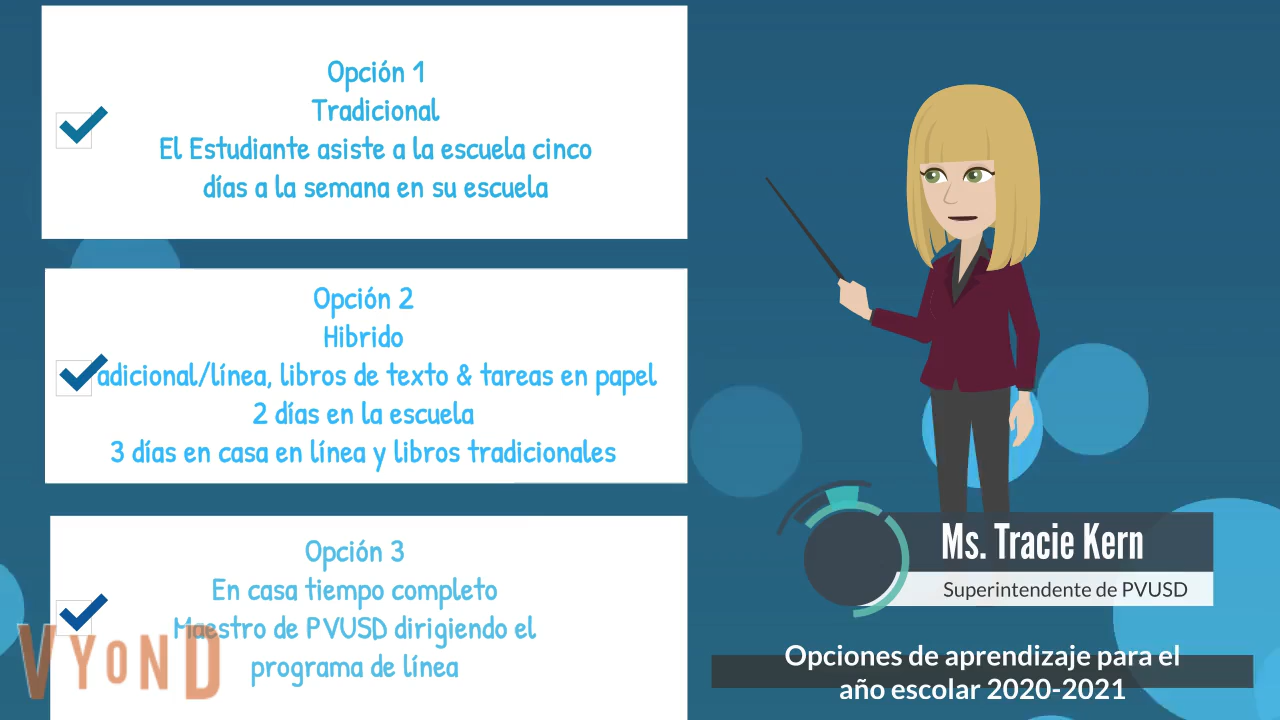 Opción 1
Tradicional
El Estudiante asiste a la escuela cinco
días a la semana en su escuela
Opción 2
Hibrido
adicional/línea, libros de texto & tareas en papel
2 días en la escuela
3 días en casa en línea y libros tradicionales
Opción 3
En casa tiempo completo
Maestro de PVUSD dirigiendo el
programa de línea
VYOND
Ms. Tracie Kern
Superintendente de PVUSD
Opciones de aprendizaje para el
año escolar 2020-2021